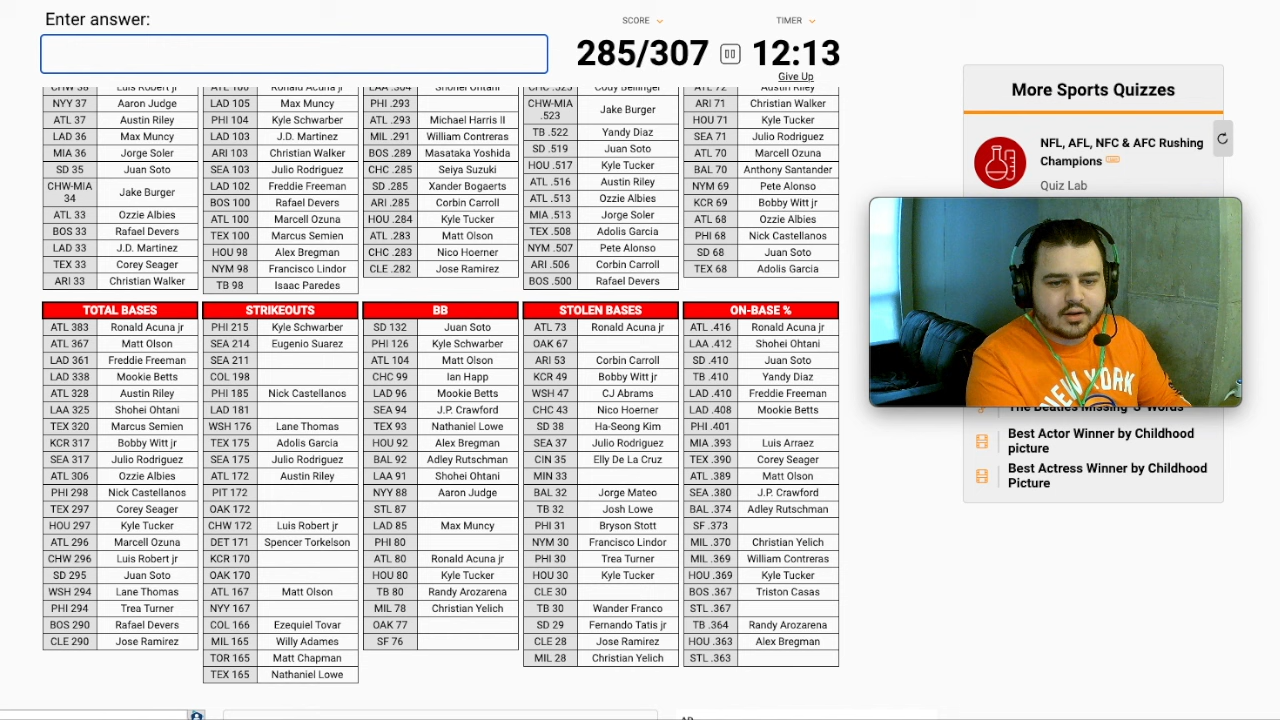 Enter answer:
SCORE
TIMER
285/307
12:13
Give Up
More Sports Quizzes
NFL, AFL, NFC & AFC Rushing
Champions
Quiz Lab
Best Actor Winner by Childhood
picture
Best Actress Winner by Childhood
Picture
The Beatles Missing 'S' Words
NEW YORK
CHW 38 Luis Robert jr
NYY 37 Aaron Judge
ATL 37 Austin Riley
LAD 36 Max Muncy
MIA 36 Jorge Soler
SD 35 Juan Soto
CHW-MIA
34 Jake Burger
ATL 33 Ozzie Albies
BOS 33 Rafael Devers
LAD 33 J.D. Martinez
TEX 33 Corey Seager
ARI 33 Christian Walker
ATL 106 Ronald Acuna jr
LAD 105 Max Muncy
PHI 104 Kyle Schwarber
LAD 103 J.D. Martinez
ARI 103 Christian Walker
SEA 103 Julio Rodriguez
LAD 102 Freddie Freeman
BOS 100 Rafael Devers
ATL 100 Marcell Ozuna
TEX 100 Marcus Semien
HOU 98 Alex Bregman
NYM 98 Francisco Lindor
TB 98 Isaac Paredes
LAA .304 Shohei Ohtani
PHI .293
ATL .293 Michael Harris II
MIL .291 William Contreras
BOS .289 Masataka Yoshida
CHC .285 Seiya Suzuki
SD .285 Xander Bogaerts
ARI .285 Corbin Carroll
HOU .284 Kyle Tucker
ATL .283 Matt Olson
CHC .283 Nico Hoerner
CLE .282 Jose Ramirez
CHC .525 Cody Bellinger
CHW-MIA
.523 Jake Burger
TB .522 Yandy Diaz
SD .519 Juan Soto
HOU .517 Kyle Tucker
ATL .516 Austin Riley
ATL .513 Ozzie Albies
MIA .513 Jorge Soler
TEX .508 Adolis Garcia
NYM .507 Pete Alonso
ARI .506 Corbin Carroll
BOS .500 Rafael Devers
ATL 72 Austin Riley
ARI 71 Christian Walker
HOU 71 Kyle Tucker
SEA 71 Julio Rodriguez
ATL 70 Marcell Ozuna
BAL 70 Anthony Santander
NYM 69 Pete Alonso
KCR 69 Bobby Witt jr
ATL 68 Ozzie Albies
PHI 68 Nick Castellanos
SD 68 Juan Soto
TEX 68 Adolis Garcia
TOTAL BASES
ATL 383 Ronald Acuna jr
ATL 367 Matt Olson
LAD 361 Freddie Freeman
LAD 338 Mookie Betts
ATL 328 Austin Riley
LAA 325 Shohei Ohtani
TEX 320 Marcus Semien
KCR 317 Bobby Witt jr
SEA 317 Julio Rodriguez
ATL 306 Ozzie Albies
PHI 298 Nick Castellanos
TEX 297 Corey Seager
HOU 297 Kyle Tucker
ATL 296 Marcell Ozuna
CHW 296 Luis Robert jr
SD 295 Juan Soto
WSH 294 Lane Thomas
PHI 294 Trea Turner
BOS 290 Rafael Devers
CLE 290 Jose Ramirez
STRIKEOUTS
PHI 215 Kyle Schwarber
SEA 214 Eugenio Suarez
SEA 211
COL 198
PHI 185 Nick Castellanos
LAD 181
WSH 176 Lane Thomas
TEX 175 Adolis Garcia
SEA 175 Julio Rodriguez
ATL 172 Austin Riley
PIT 172
OAK 172
CHW 172 Luis Robert jr
DET 171 Spencer Torkelson
KCR 170
OAK 170
ATL 167 Matt Olson
NYY 167
COL 166 Ezequiel Tovar
MIL 165 Willy Adames
TOR 165 Matt Chapman
TEX 165 Nathaniel Lowe
BB
SD 132 Juan Soto
PHI 126 Kyle Schwarber
ATL 104 Matt Olson
CHC 99 Ian Happ
LAD 96 Mookie Betts
SEA 94 J.P. Crawford
TEX 93 Nathaniel Lowe
HOU 92 Alex Bregman
BAL 92 Adley Rutschman
LAA 91 Shohei Ohtani
NYY 88 Aaron Judge
STL 87
LAD 85 Max Muncy
PHI 80
ATL 80 Ronald Acuna jr
HOU 80 Kyle Tucker
TB 80 Randy Arozarena
MIL 78 Christian Yelich
OAK 77
SF 76
STOLEN BASES
ATL 73 Ronald Acuna jr
OAK 67
ARI 53 Corbin Carroll
KCR 49 Bobby Witt jr
WSH 47 CJ Abrams
CHC 43 Nico Hoerner
SD 38 Ha-Seong Kim
SEA 37 Julio Rodriguez
CIN 35 Elly De La Cruz
MIN 33
BAL 32 Jorge Mateo
TB 32 Josh Lowe
PHI 31 Bryson Stott
NYM 30 Francisco Lindor
PHI 30 Trea Turner
HOU 30 Kyle Tucker
CLE 30
TB 30 Wander Franco
SD 29 Fernando Tatis jr
CLE 28 Jose Ramirez
MIL 28 Christian Yelich
ON-BASE %
ATL .416 Ronald Acuna jr
LAA .412 Shohei Ohtani
SD .410 Juan Soto
TB .410 Yandy Diaz
LAD .410 Freddie Freeman
LAD .408 Mookie Betts
PHI .401
MIA .393 Luis Arraez
TEX .390 Corey Seager
ATL .389 Matt Olson
SEA .380 J.P. Crawford
BAL .374 Adley Rutschman
SF .373
MIL .370 Christian Yelich
MIL .369 William Contreras
HOU .369 Kyle Tucker
BOS .367 Triston Casas
STL .367
TB .364 Randy Arozarena
HOU .363 Alex Bregman
STL .363